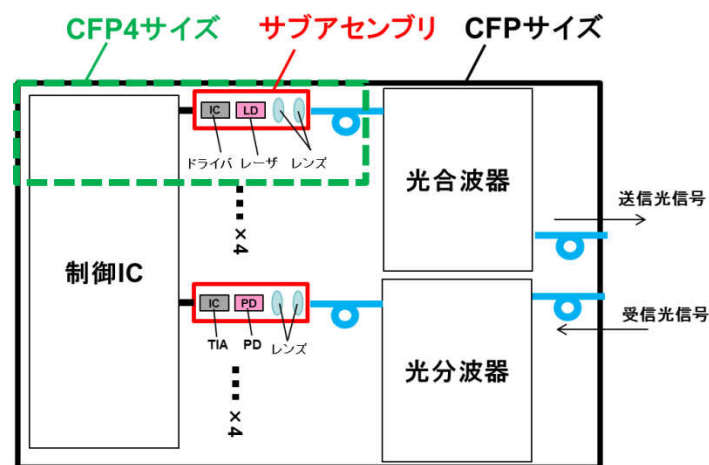 CFP4サイズ
サブアセンブリ
CFPサイズ
IC
LD
ドライバ
レーザ
レンズ
×4
光合波器
送信光信号
制御IC
IC
PD
TIA
PD
レンズ
×4
光分波器
受信光信号